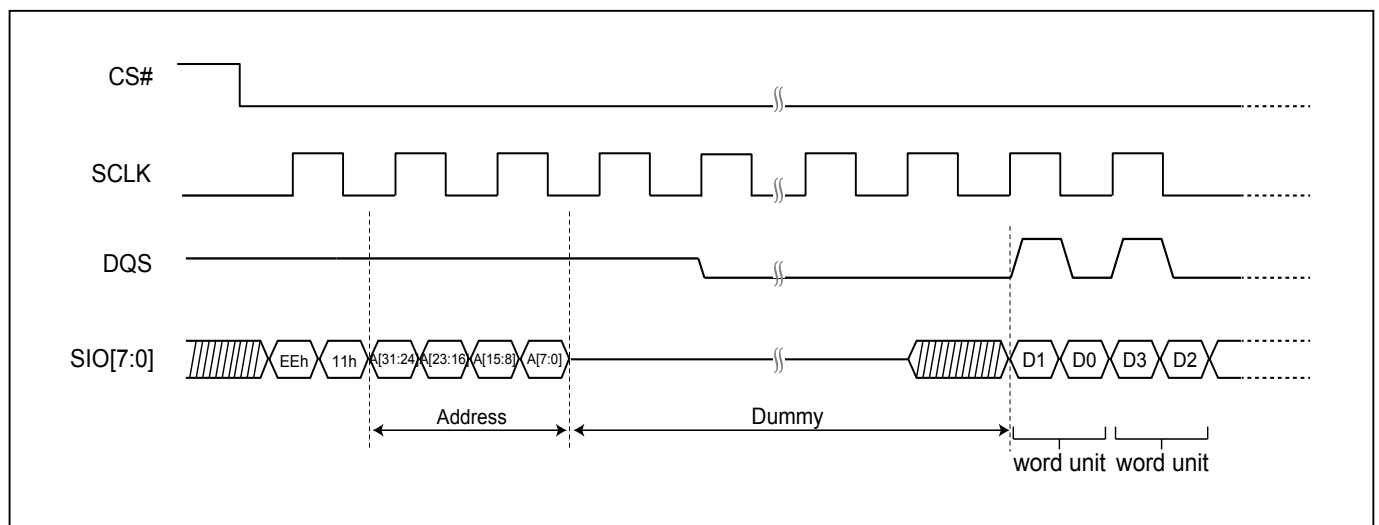 CS#
SCLK
DQS
SIO[7:0] EEh 11h A[31:24] A[23:16] A[15:8] A[7:0] D1 D0 D3 D2
Address Dummy
word unit word unit